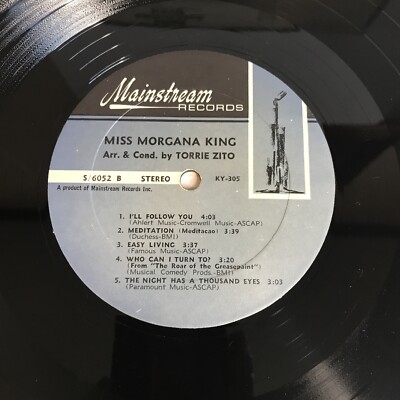 Mainstream
RECORDS
MISS MORGANA KING
Arr. & Cond. by TORRIE ZITO
S/6052 B STEREO KY-305
A product of Mainstream Records Inc.
1. I'LL FOLLOW YOU 4:03
(Ahlert Music-Cromwell Music-ASCAP)
2. MEDITATION (Meditacao) 3:39
(Duchess-BMI)
3. EASY LIVING 3:37
(Famous Music-ASCAP)
4. WHO CAN I TURN TO? 3:20
(From "The Roar of the Greasepaint")
(Musical Comedy Prods.-BMI)
5. THE NIGHT HAS A THOUSAND EYES 3:03
(Paramount Music-ASCAP)